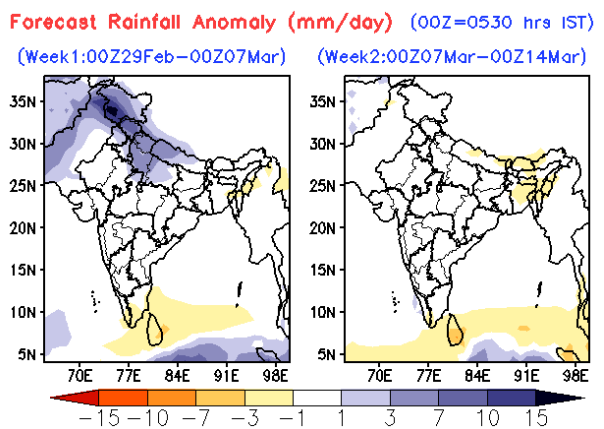 Forecast Rainfall Anomaly (mm/day) (00Z=0530 hrs IST)
(Week1:00Z29Feb-00Z07Mar) (Week2:00Z07Mar-00Z14Mar)
35N 35N
30N 30N
25N 25N
20N 20N
15N 15N
10N 10N
5N 5N
70E 77E 84E 91E 98E 70E 77E 84E 91E 98E
-15 -10 -7 -3 -1 1 3 7 10 15